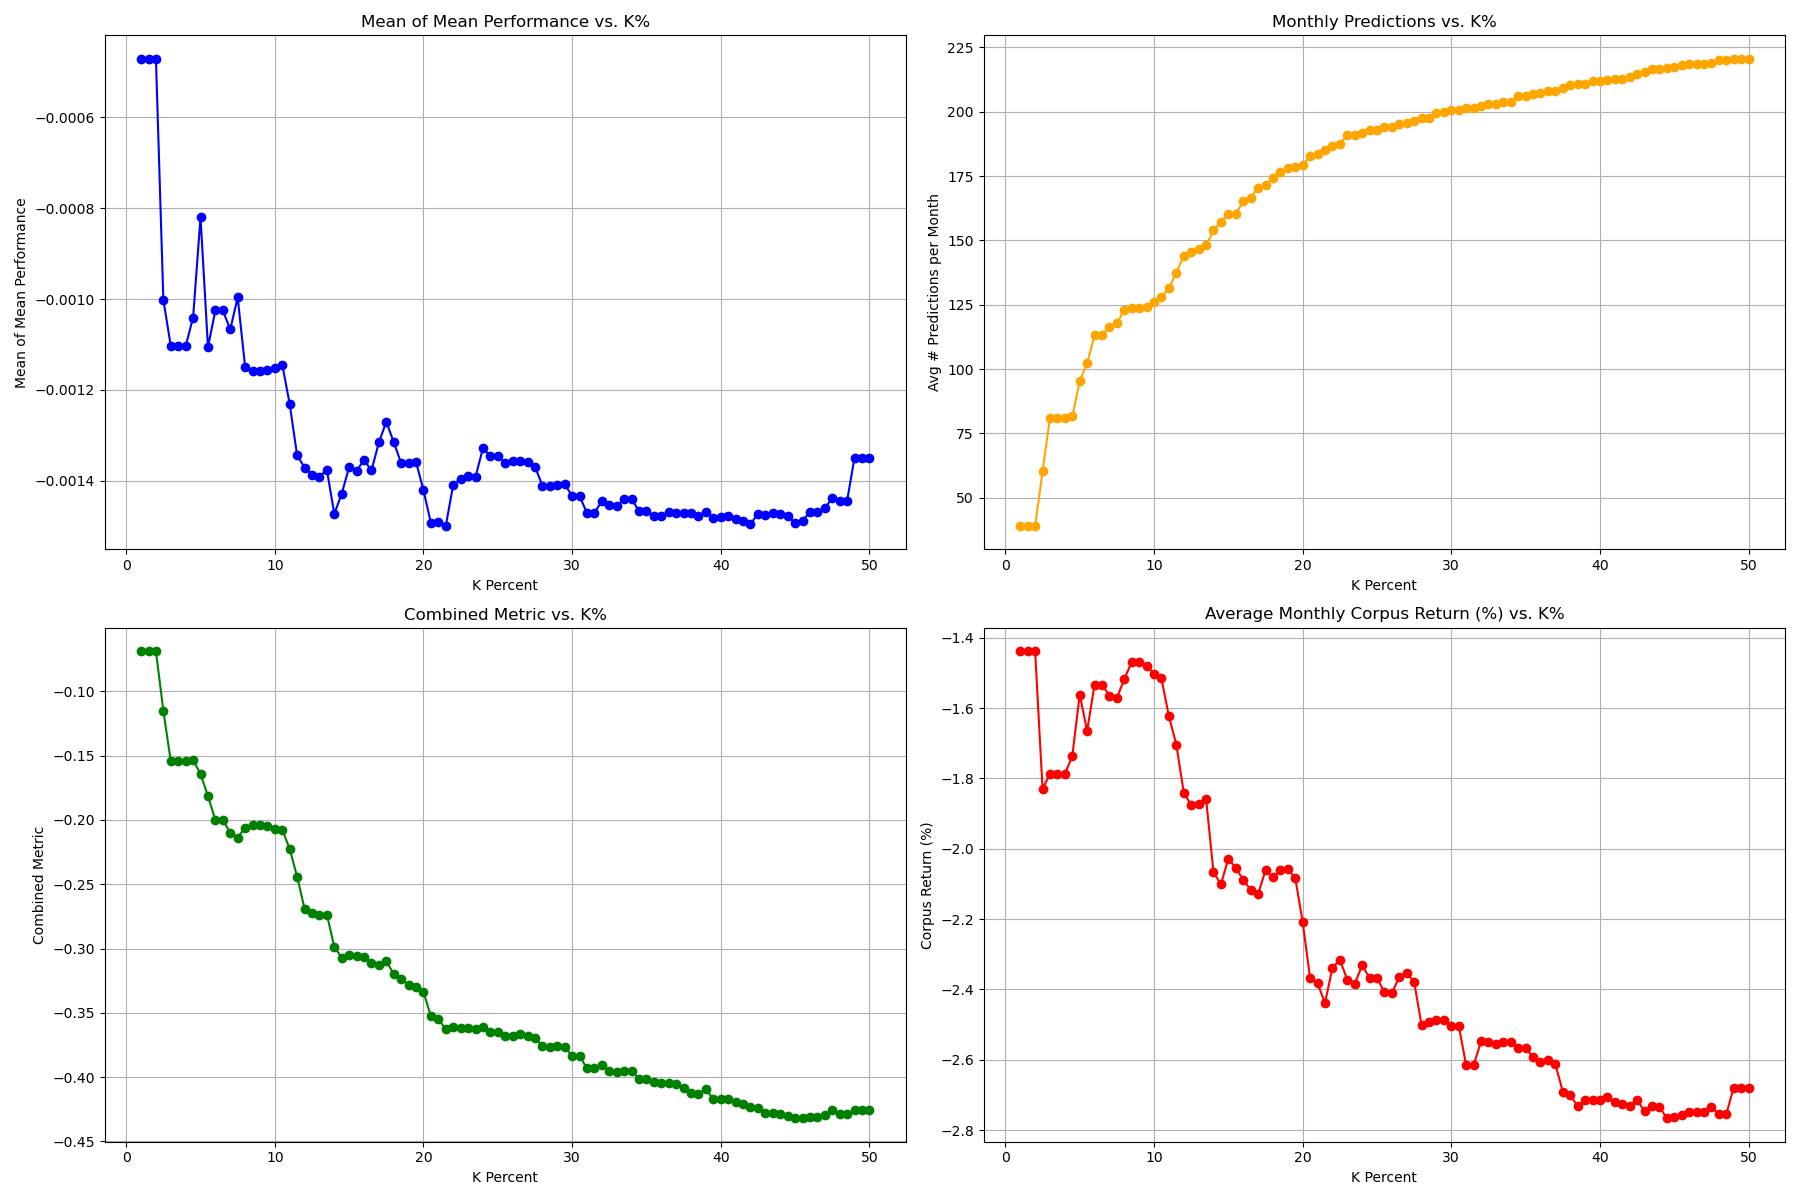 Mean of Mean Performance vs. K%
Mean of Mean Performance
−0.0006
−0.0008
−0.0010
−0.0012
−0.0014
0 10 20 30 40 50
K Percent
Monthly Predictions vs. K%
Avg # Predictions per Month
225
200
175
150
125
100
75
50
0 10 20 30 40 50
K Percent
Combined Metric vs. K%
Combined Metric
−0.10
−0.15
−0.20
−0.25
−0.30
−0.35
−0.40
−0.45
0 10 20 30 40 50
K Percent
Average Monthly Corpus Return (%) vs. K%
Corpus Return (%)
−1.4
−1.6
−1.8
−2.0
−2.2
−2.4
−2.6
−2.8
0 10 20 30 40 50
K Percent